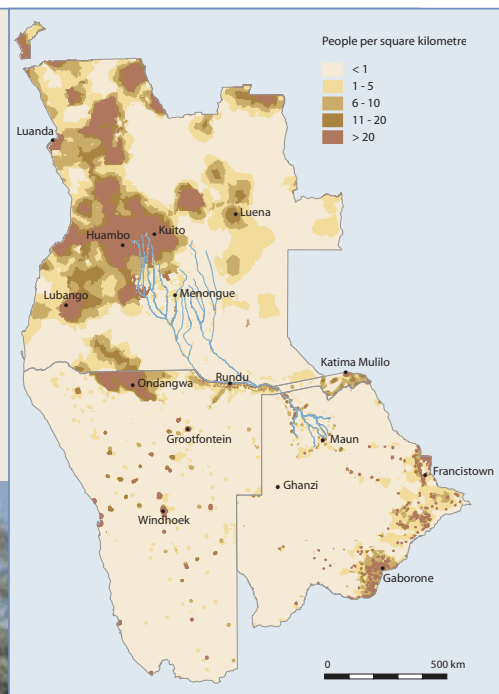 People per square kilometre
< 1
1 - 5
6 - 10
11 - 20
> 20
Luanda
Luena
Kuito
Huambo
Menongue
Lubango
Katima Mulilo
Rundu
Ondangwa
Grootfontein
Maun
Francistown
Ghanzi
Windhoek
Gaborone
0 500 km